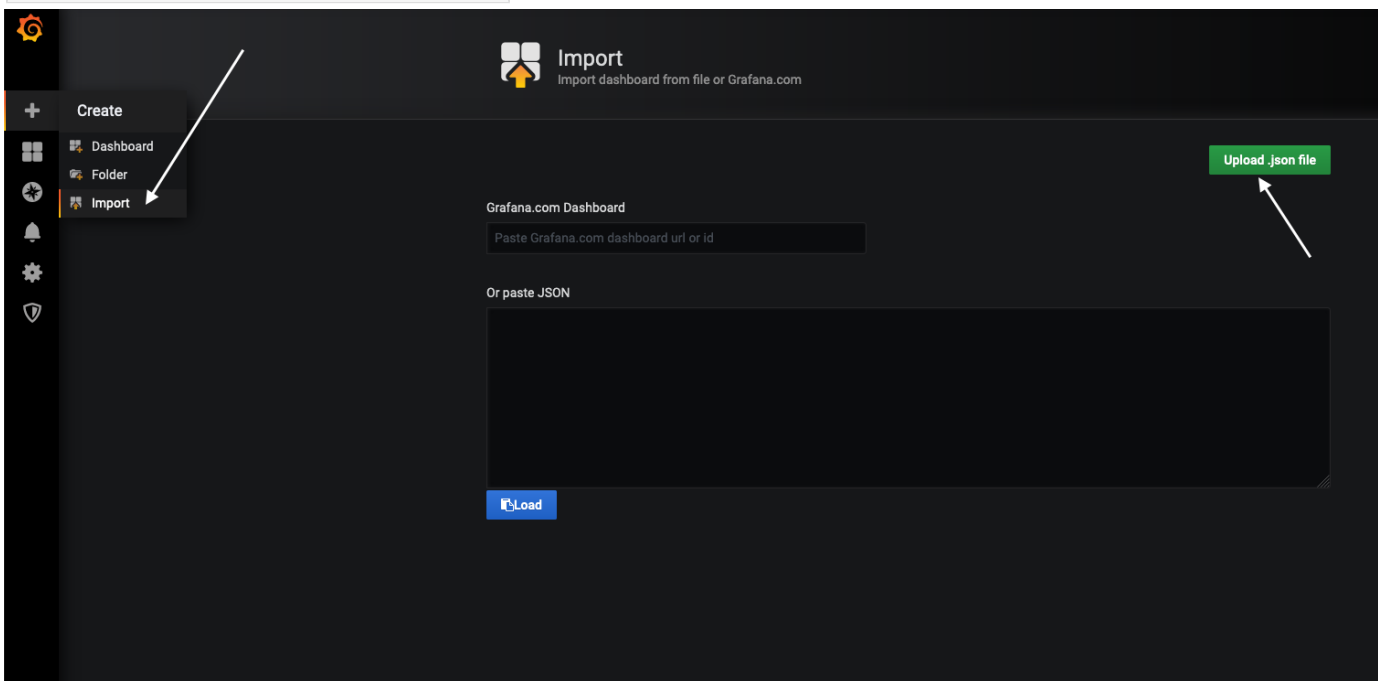 Import
Import dashboard from file or Grafana.com
Create
Dashboard
Folder
Import
Upload .json file
Grafana.com Dashboard
Paste Grafana.com dashboard url or id
Or paste JSON
Load